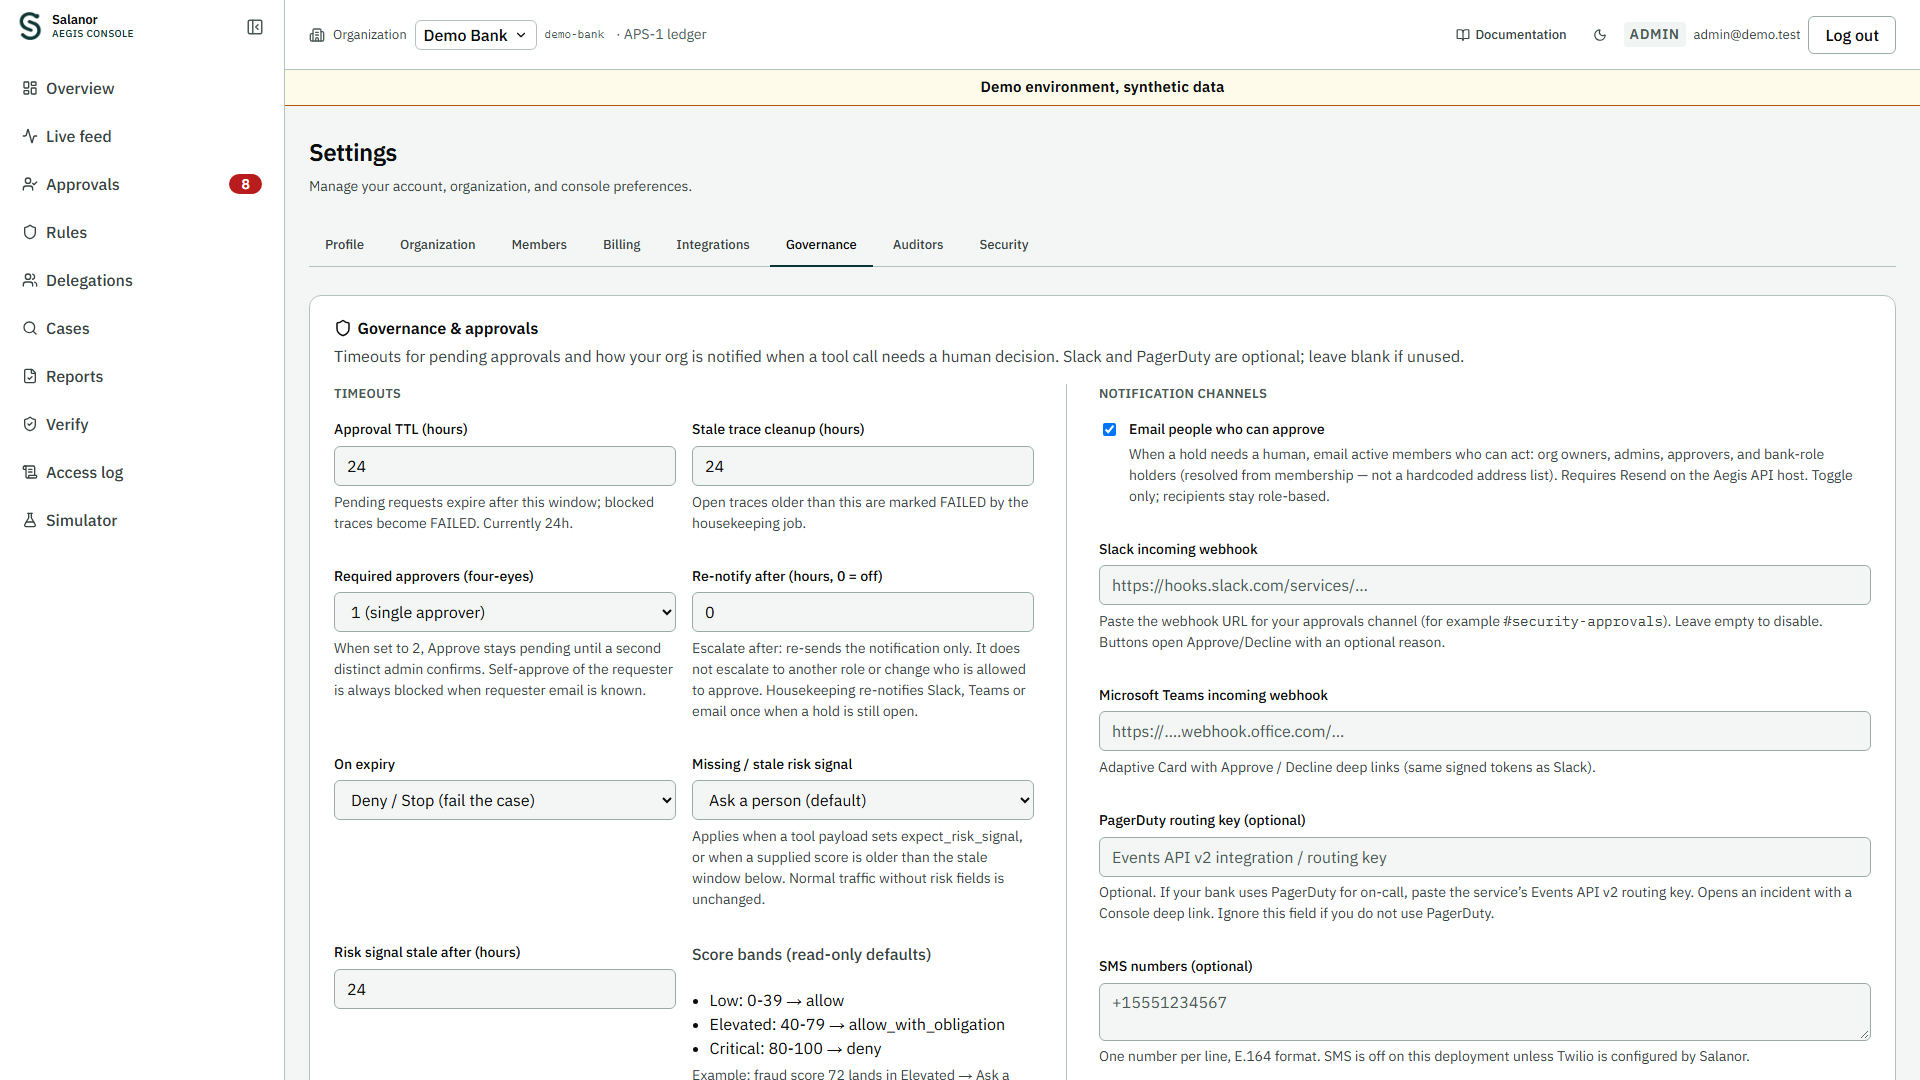 Salanor
AEGIS CONSOLE
Overview
Live feed
Approvals
8
Rules
Delegations
Cases
Reports
Verify
Access log
Simulator
Organization
Demo Bank
demo-bank
· APS-1 ledger
Documentation
ADMIN
admin@demo.test
Log out
Demo environment, synthetic data
Settings
Manage your account, organization, and console preferences.
Profile
Organization
Members
Billing
Integrations
Governance
Auditors
Security
Governance & approvals
Timeouts for pending approvals and how your org is notified when a tool call needs a human decision. Slack and PagerDuty are optional; leave blank if unused.
TIMEOUTS
Approval TTL (hours)
24
Pending requests expire after this window; blocked
traces become FAILED. Currently 24h.
Stale trace cleanup (hours)
24
Open traces older than this are marked FAILED by the
housekeeping job.
Required approvers (four-eyes)
1 (single approver)
When set to 2, Approve stays pending until a second
distinct admin confirms. Self-approve of the requester
is always blocked when requester email is known.
Re-notify after (hours, 0 = off)
0
Escalate after: re-sends the notification only. It does
not escalate to another role or change who is allowed
to approve. Housekeeping re-notifies Slack, Teams or
email once when a hold is still open.
On expiry
Deny / Stop (fail the case)
Missing / stale risk signal
Ask a person (default)
Applies when a tool payload sets expect_risk_signal,
or when a supplied score is older than the stale
window below. Normal traffic without risk fields is
unchanged.
Risk signal stale after (hours)
24
Score bands (read-only defaults)
• Low: 0-39 → allow
• Elevated: 40-79 → allow_with_obligation
• Critical: 80-100 → deny
Example: fraud score 72 lands in Elevated → Ask a
NOTIFICATION CHANNELS
Email people who can approve
When a hold needs a human, email active members who can act: org owners, admins, approvers, and bank-role
holders (resolved from membership — not a hardcoded address list). Requires Resend on the Aegis API host. Toggle
only; recipients stay role-based.
Slack incoming webhook
https://hooks.slack.com/services/...
Paste the webhook URL for your approvals channel (for example #security-approvals). Leave empty to disable.
Buttons open Approve/Decline with an optional reason.
Microsoft Teams incoming webhook
https://....webhook.office.com/...
Adaptive Card with Approve / Decline deep links (same signed tokens as Slack).
PagerDuty routing key (optional)
Events API v2 integration / routing key
Optional. If your bank uses PagerDuty for on-call, paste the service’s Events API v2 routing key. Opens an incident with a
Console deep link. Ignore this field if you do not use PagerDuty.
SMS numbers (optional)
+15551234567
One number per line, E.164 format. SMS is off on this deployment unless Twilio is configured by Salanor.